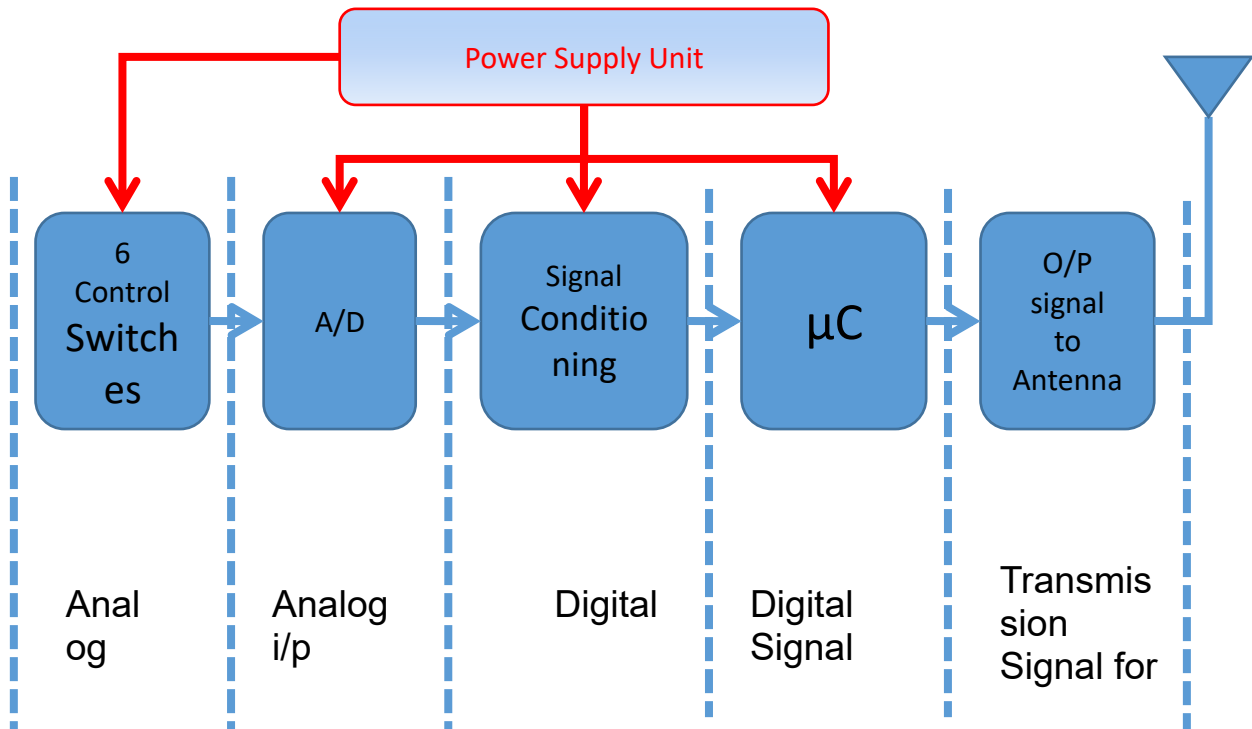 Power Supply Unit
6
Control
Switch
es
A/D
Signal
Conditio
ning
µC
O/P
signal
to
Antenna
Anal
og
Analog
i/p
Digital
Digital
Signal
Transmis
sion
Signal for